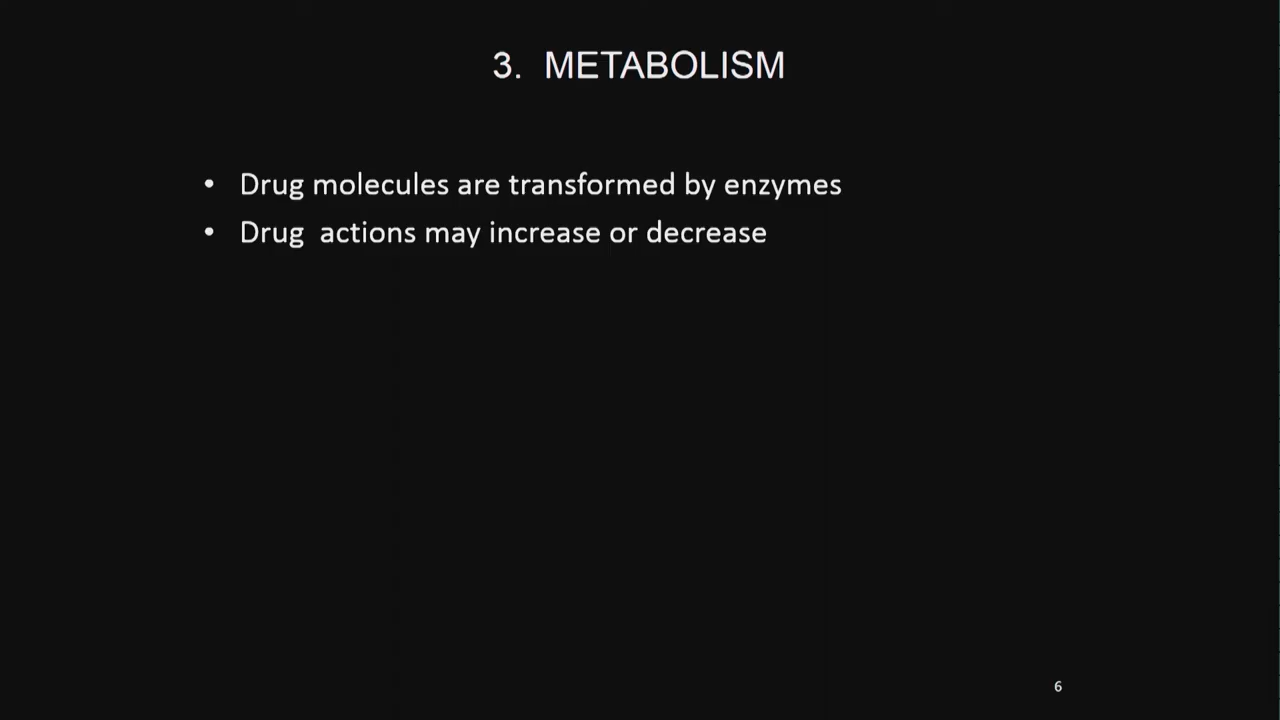 3. METABOLISM
• Drug molecules are transformed by enzymes
• Drug  actions may increase or decrease
6